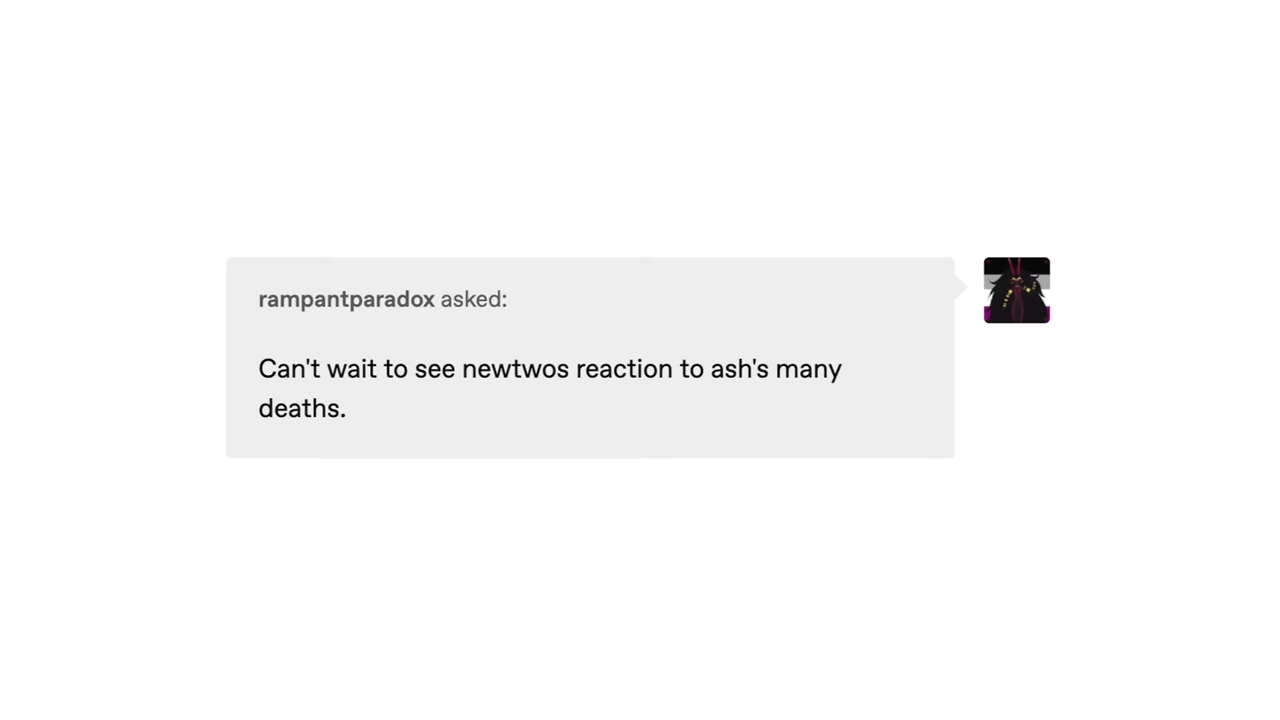 rampantparadox asked:
Can't wait to see newtwos reaction to ash's many
deaths.